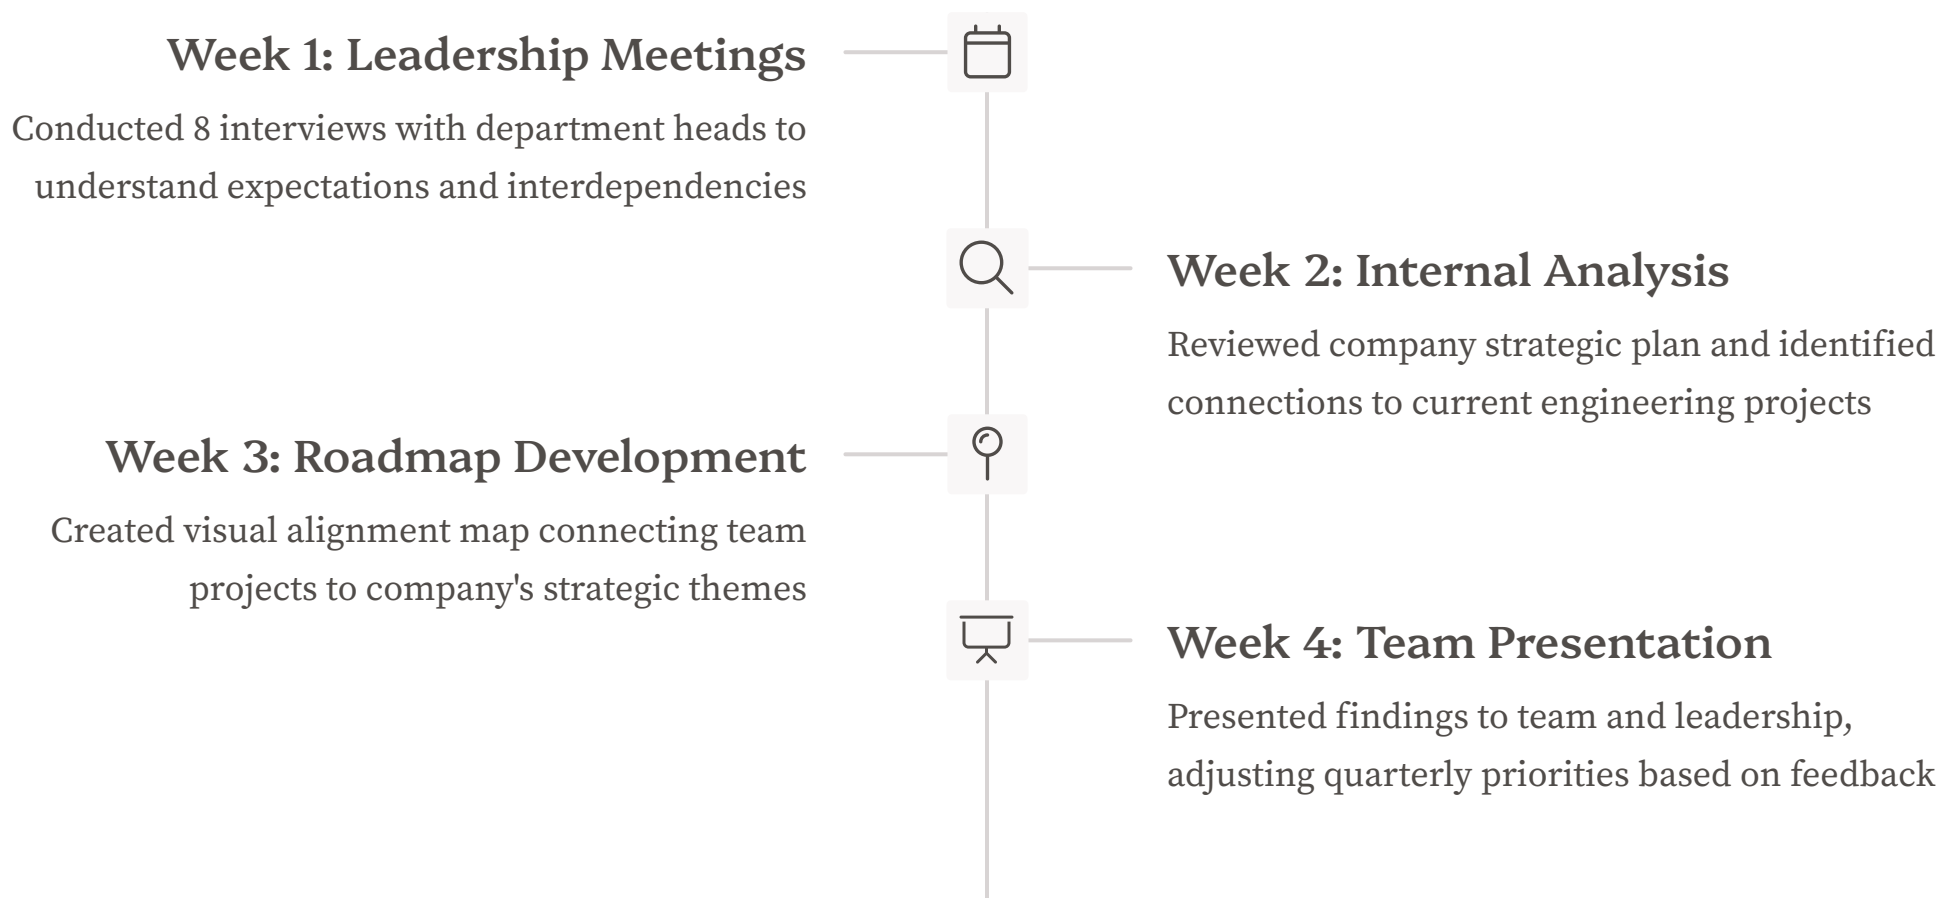 Week 1: Leadership Meetings
Conducted 8 interviews with department heads to
understand expectations and interdependencies
Week 2: Internal Analysis
Reviewed company strategic plan and identified
connections to current engineering projects
Week 3: Roadmap Development
Created visual alignment map connecting team
projects to company's strategic themes
Week 4: Team Presentation
Presented findings to team and leadership,
adjusting quarterly priorities based on feedback